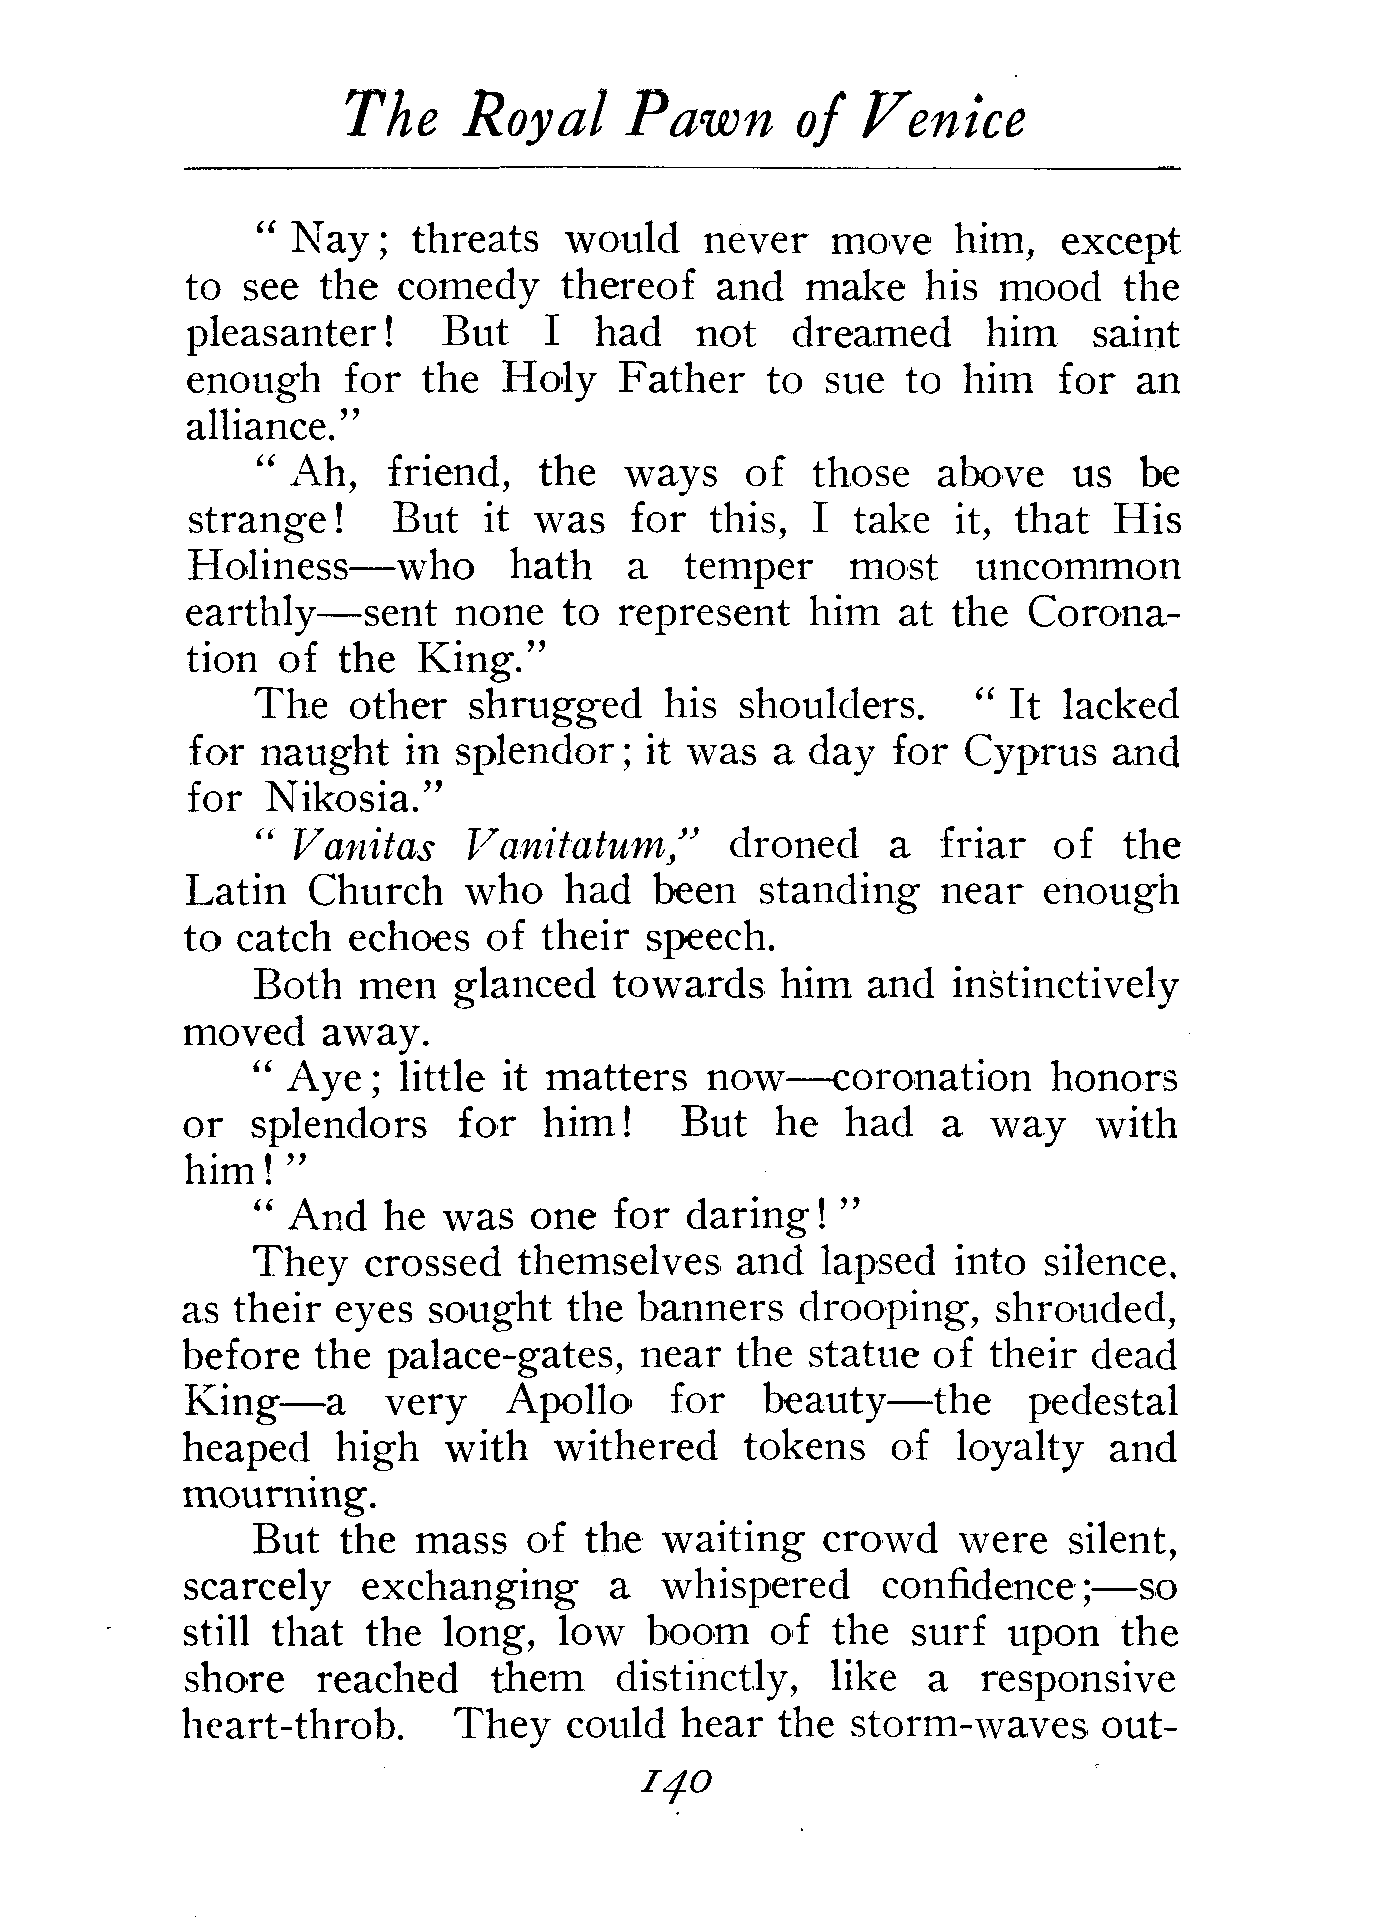 The Royal Pawn of Venice
“ Nay; threats would never move him, except
to see the comedy thereof and make his mood the
pleasanter! But I had not dreamed him saint
enough for the Holy Father to sue to him for an
alliance.”
“ Ah, friend, the ways of those above us be
strange! But it was for this, I take it, that His
Holiness—who hath a temper most uncommon
earthly—sent none to represent him at the Corona-
tion of the King.”
The other shrugged his shoulders. “ It lacked
for naught in splendor; it was a day for Cyprus and
for Nikosia.”
“ Vanitas Vanitatum,” droned a friar of the
Latin Church who had been standing near enough
to catch echoes of their speech.
Both men glanced towards him and instinctively
moved away.
“ Aye; little it matters now—coronation honors
or splendors for him! But he had a way with
him! ”
“ And he was one for daring! ”
They crossed themselves and lapsed into silence,
as their eyes sought the banners drooping, shrouded,
before the palace-gates, near the statue of their dead
King—a very Apollo for beauty—the pedestal
heaped high with withered tokens of loyalty and
mourning.
But the mass of the waiting crowd were silent,
scarcely exchanging a whispered confidence;—so
still that the long, low boom of the surf upon the
shore reached them distinctly, like a responsive
heart-throb. They could hear the storm-waves out-
140